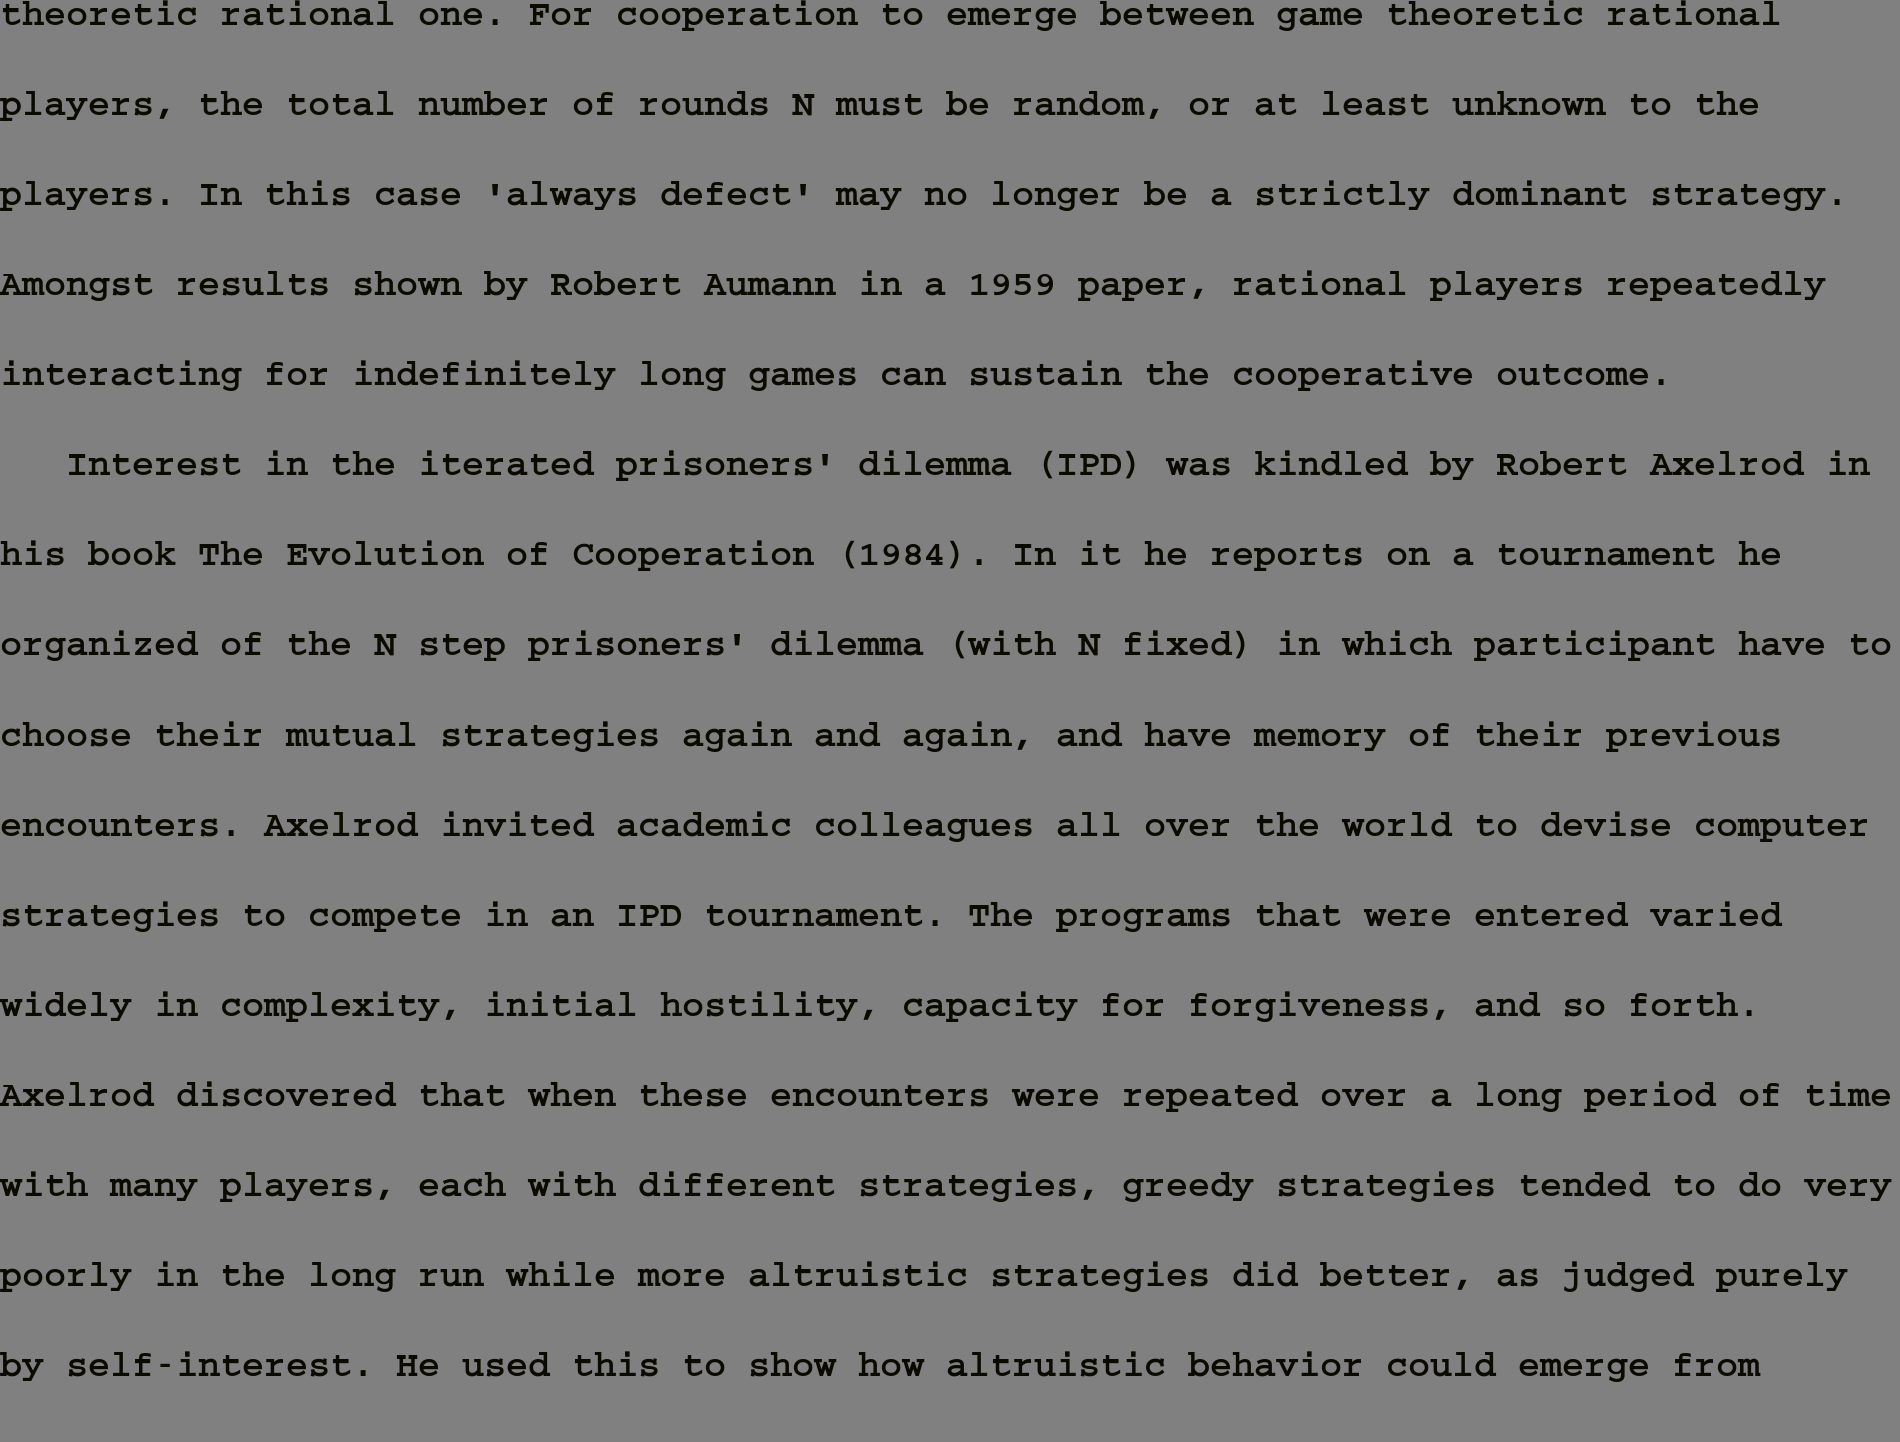 theoretic rational one. For cooperation to emerge between game theoretic rational
players, the total number of rounds N must be random, or at least unknown to the
players. In this case 'always defect' may no longer be a strictly dominant strategy.
Amongst results shown by Robert Aumann in a 1959 paper, rational players repeatedly
interacting for indefinitely long games can sustain the cooperative outcome.
Interest in the iterated prisoners' dilemma (IPD) was kindled by Robert Axelrod in
his book The Evolution of Cooperation (1984). In it he reports on a tournament he
organized of the N step prisoners' dilemma (with N fixed) in which participant have to
choose their mutual strategies again and again, and have memory of their previous
encounters. Axelrod invited academic colleagues all over the world to devise computer
strategies to compete in an IPD tournament. The programs that were entered varied
widely in complexity, initial hostility, capacity for forgiveness, and so forth.
Axelrod discovered that when these encounters were repeated over a long period of time
with many players, each with different strategies, greedy strategies tended to do very
poorly in the long run while more altruistic strategies did better, as judged purely
by self-interest. He used this to show how altruistic behavior could emerge from